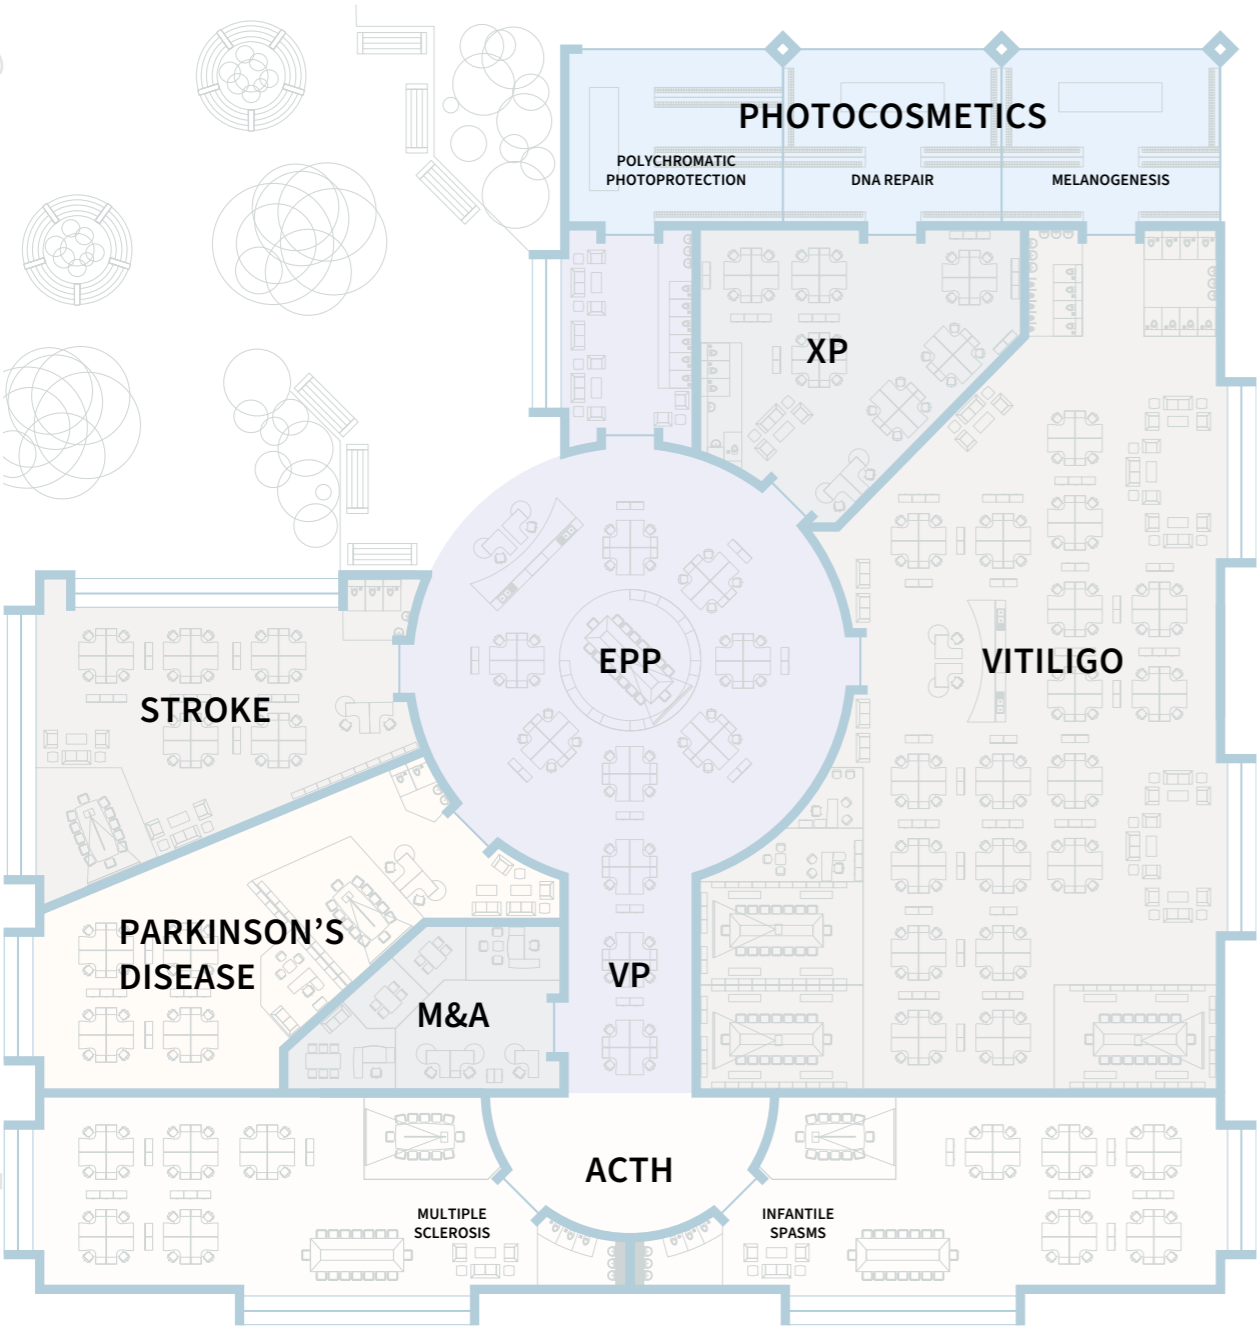 PHOTOCOSMETICS
POLYCHROMATIC
PHOTOPROTECTION
DNA REPAIR
MELANOGENESIS
XP
EPP
VITILIGO
STROKE
PARKINSON’S
DISEASE
VP
M&A
ACTH
MULTIPLE
SCLEROSIS
INFANTILE
SPASMS